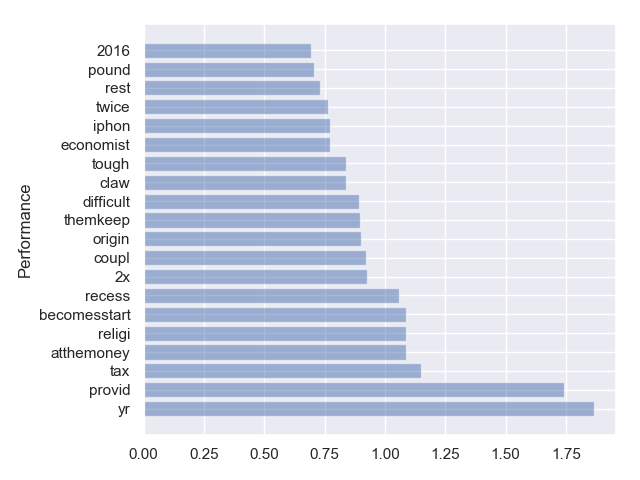 Performance
2016
pound
rest
twice
iphon
economist
tough
claw
difficult
themkeep
origin
coupl
2x
recess
becomesstart
religi
atthemoney
tax
provid
yr
0.00 0.25 0.50 0.75 1.00 1.25 1.50 1.75